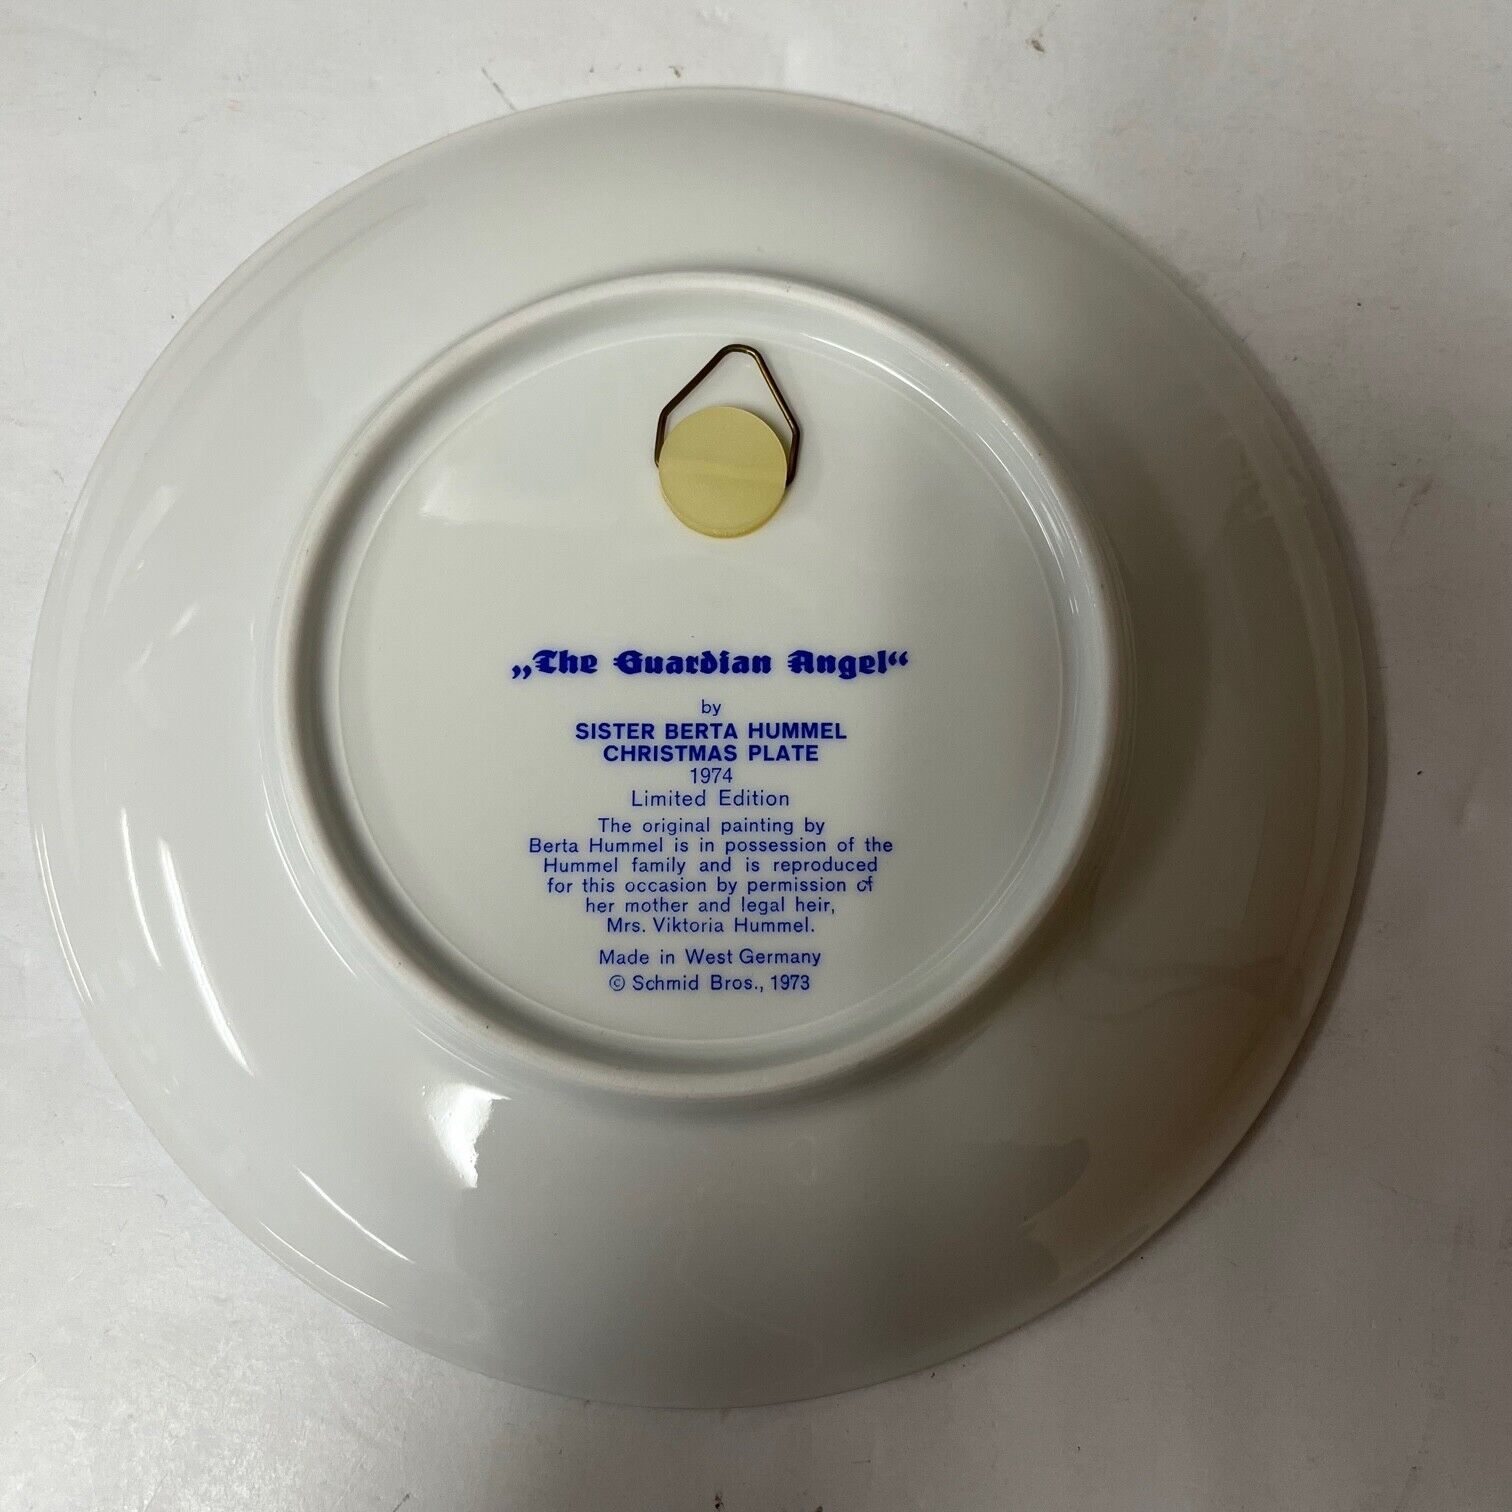 „The Guardian Angel“
by
SISTER BERTA HUMMEL
CHRISTMAS PLATE
1974
Limited Edition
The original painting by
Berta Hummel is in possession of the
Hummel family and is reproduced
for this occasion by permission of
her mother and legal heir,
Mrs. Viktoria Hummel.
Made in West Germany
© Schmid Bros., 1973